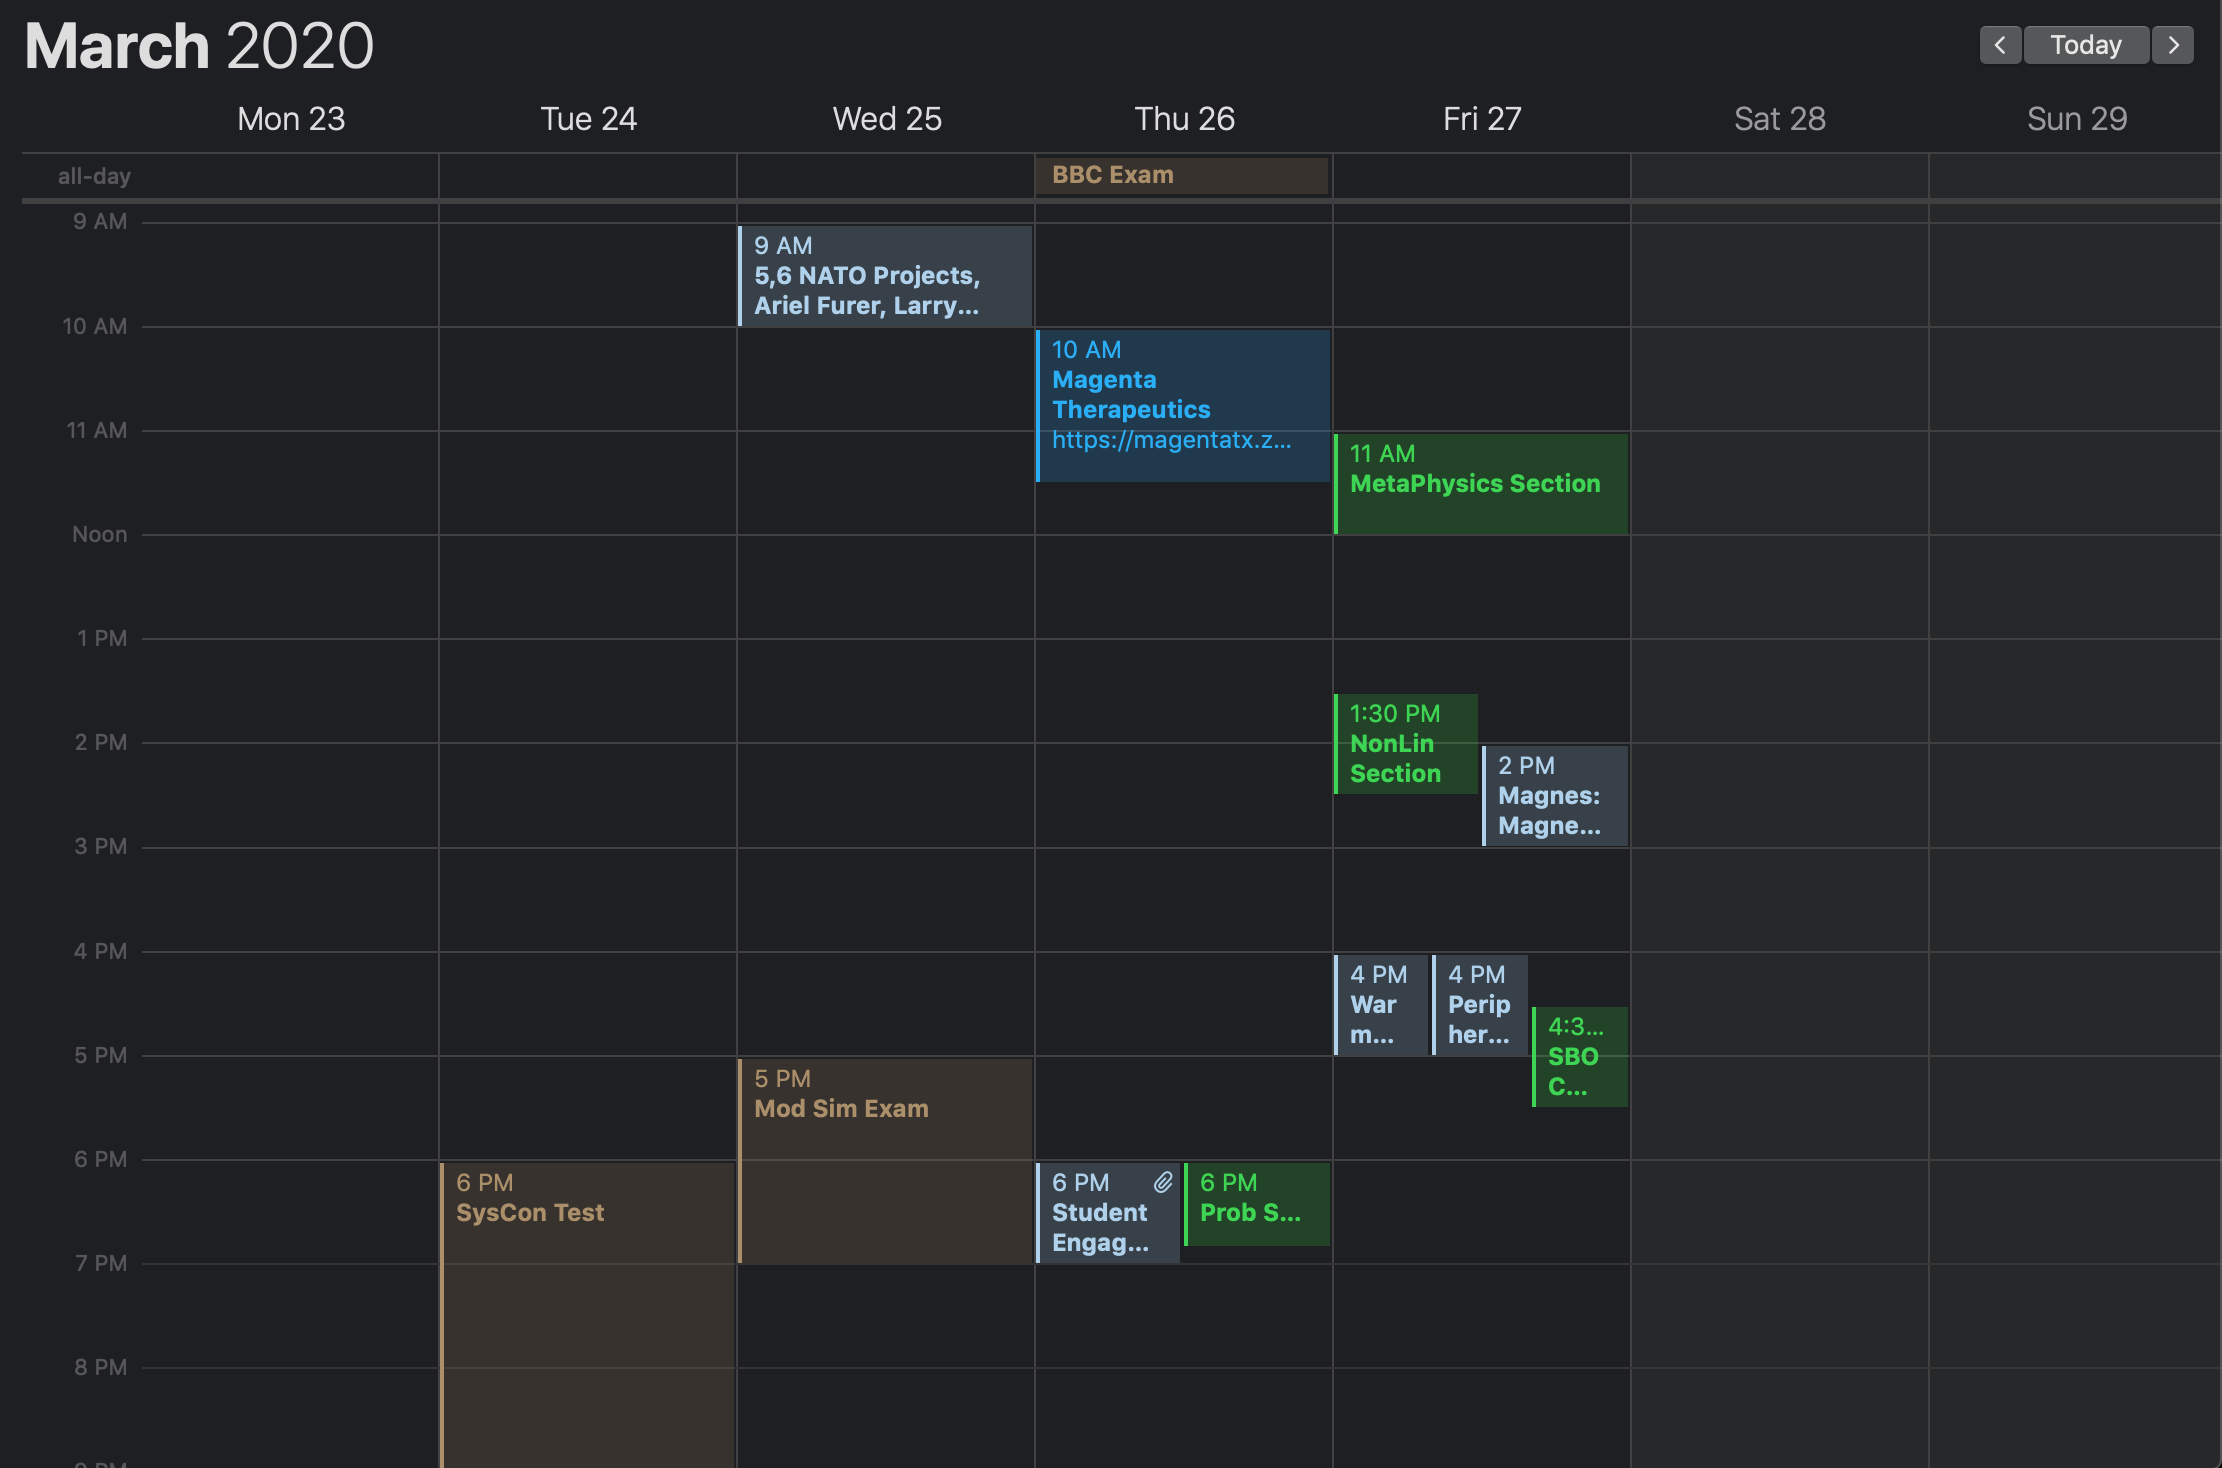 March 2020
Today
Mon 23
Tue 24
Wed 25
Thu 26
Fri 27
Sat 28
Sun 29
all-day
BBC Exam
9 AM
10 AM
11 AM
Noon
1 PM
2 PM
3 PM
4 PM
5 PM
6 PM
7 PM
8 PM
6 PM
SysCon Test
9 AM
5,6 NATO Projects,
Ariel Furer, Larry...
5 PM
Mod Sim Exam
10 AM
Magenta
Therapeutics
https://magentatx.z...
6 PM
Student
Engag...
6 PM
Prob S...
11 AM
MetaPhysics Section
1:30 PM
NonLin
Section
2 PM
Magnes:
Magne...
4 PM
War
m...
4 PM
Perip
her...
4:3...
SBO
C...